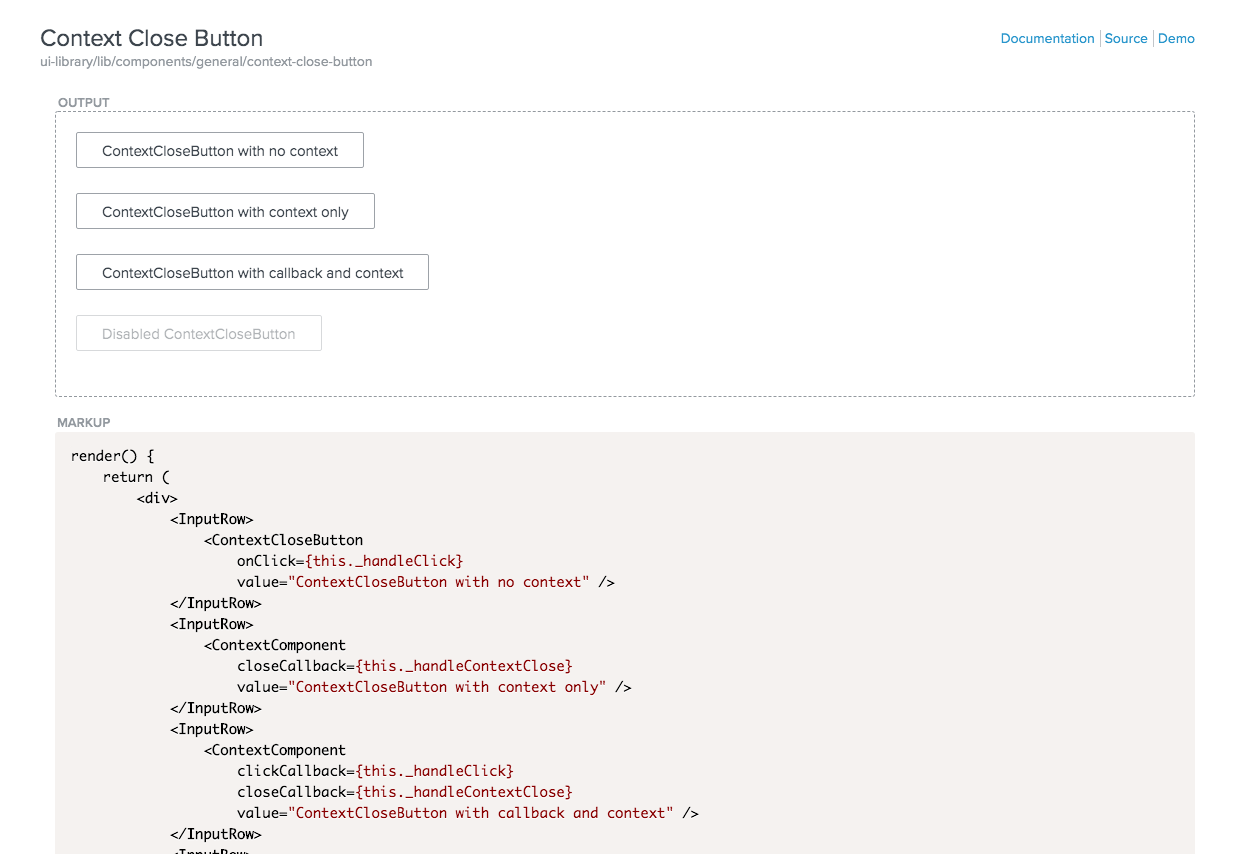 Context Close Button
Documentation Source Demo
ui-library/lib/components/general/context-close-button
OUTPUT
ContextCloseButton with no context
ContextCloseButton with context only
ContextCloseButton with callback and context
Disabled ContextCloseButton
MARKUP
render() {
    return (
        <div>
            <InputRow>
                <ContextCloseButton
                    onClick={this._handleClick}
                    value="ContextCloseButton with no context" />
            </InputRow>
            <InputRow>
                <ContextComponent
                    closeCallback={this._handleContextClose}
                    value="ContextCloseButton with context only" />
            </InputRow>
            <InputRow>
                <ContextComponent
                    clickCallback={this._handleClick}
                    closeCallback={this._handleContextClose}
                    value="ContextCloseButton with callback and context" />
            </InputRow>
            <InputRow>